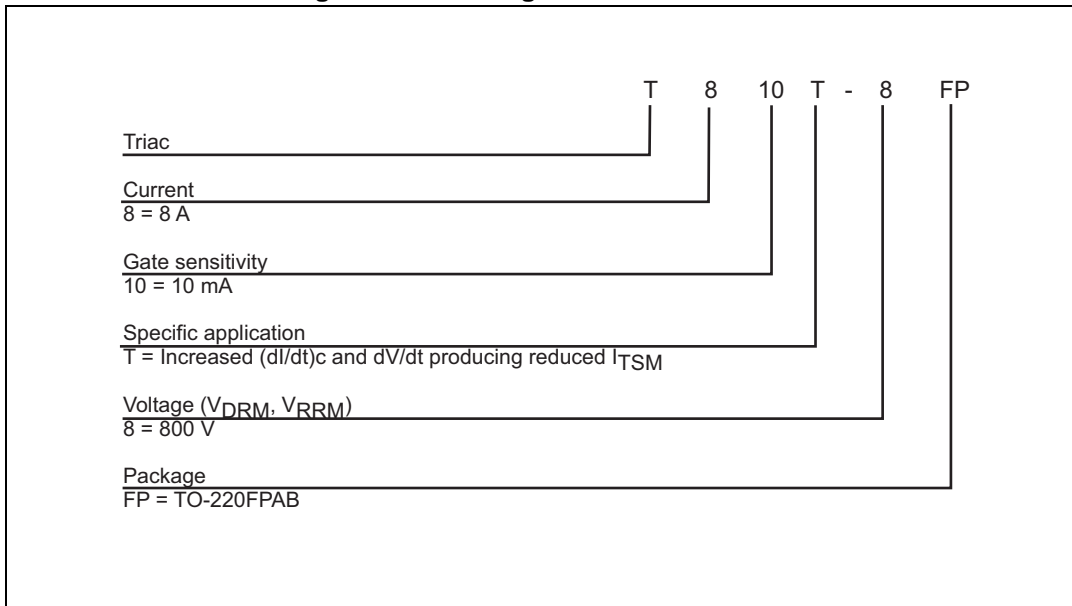 T 8 10 T - 8 FP
Triac
Current
8 = 8 A
Gate sensitivity
10 = 10 mA
Specific application
T = Increased (dI/dt)c and dV/dt producing reduced ITSM
Voltage (VDRM, VRRM)
8 = 800 V
Package
FP = TO-220FPAB